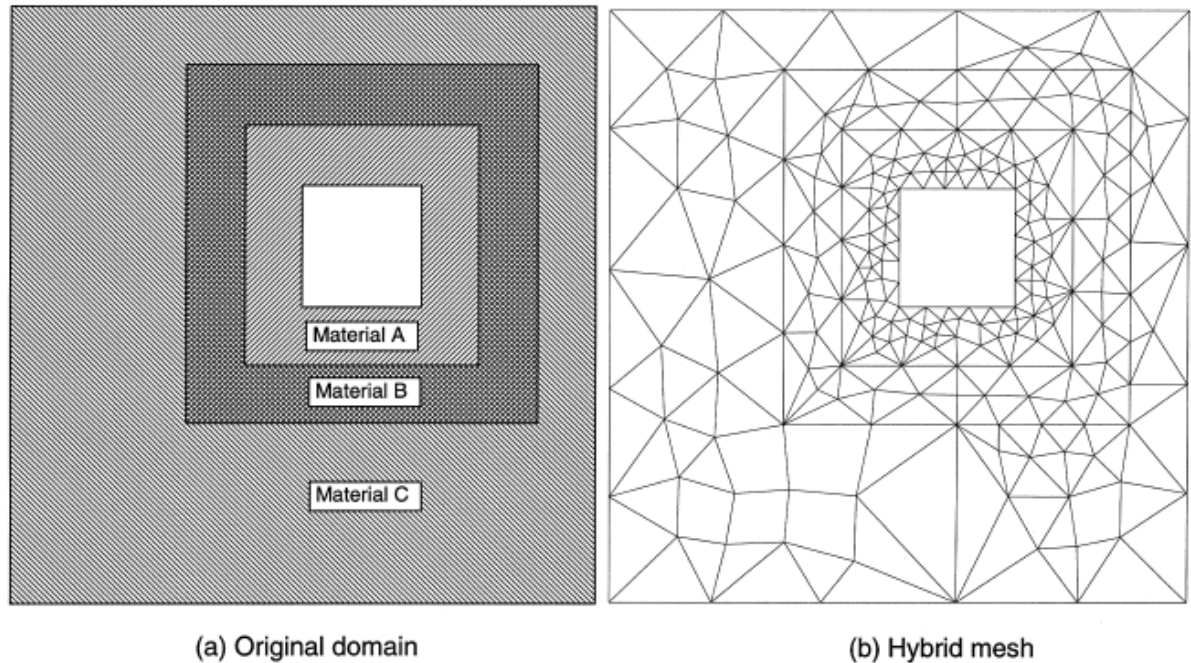 Material A
Material B
Material C
(a) Original domain
(b) Hybrid mesh